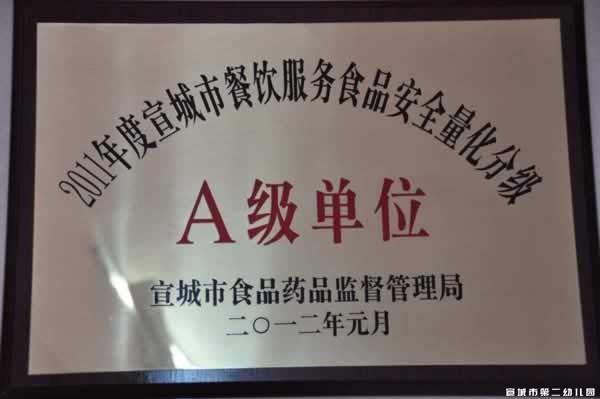 2011年度宣城市餐饮服务食品安全量化分级
A级单位
宣城市食品药品监督管理局
二〇一二年元月
宣城市第二幼儿园